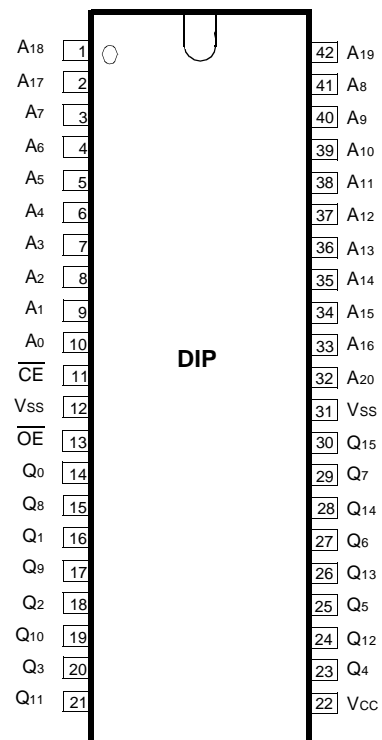 A18 1 42 A19
A17 2 41 A8
A7 3 40 A9
A6 4 39 A10
A5 5 38 A11
A4 6 37 A12
A3 7 36 A13
A2 8 35 A14
A1 9 34 A15
A0 10 33 A16
DIP
CE 11 32 A20
VSS 12 31 VSS
OE 13 30 Q15
Q0 14 29 Q7
Q8 15 28 Q14
Q1 16 27 Q6
Q9 17 26 Q13
Q2 18 25 Q5
Q10 19 24 Q12
Q3 20 23 Q4
Q11 21 22 VCC